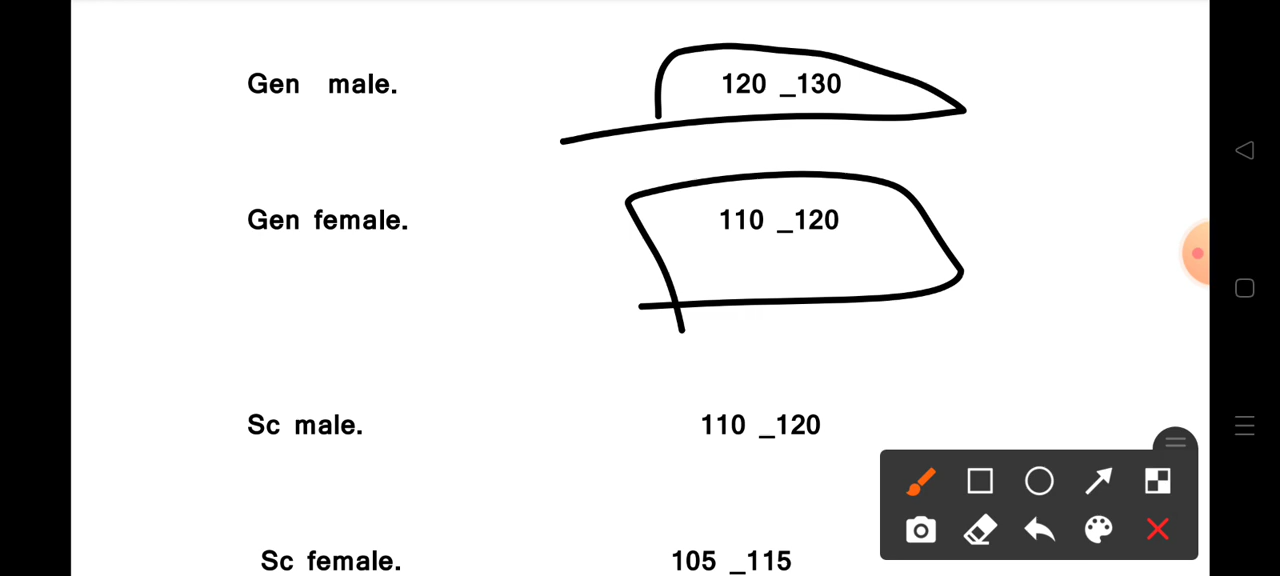 Gen male. 120 _130
Gen female. 110 _120
Sc male. 110 _120
Sc female. 105 _115